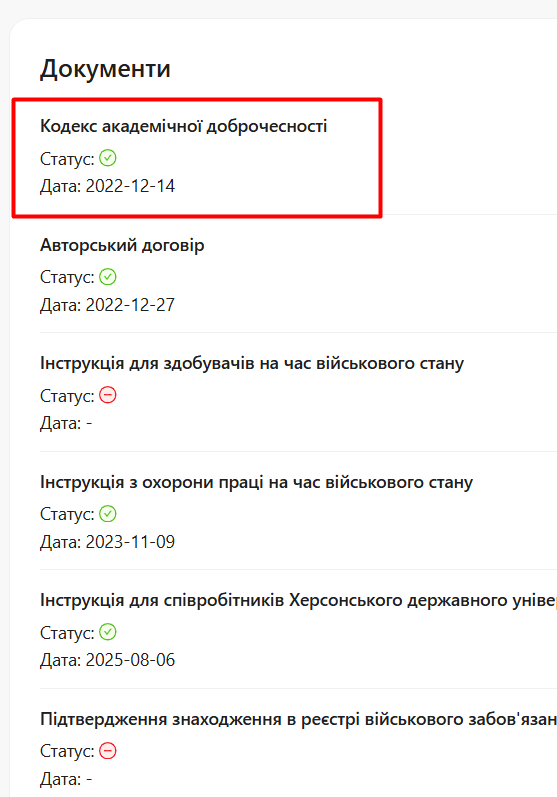 Документи
Кодекс академічної доброчесності
Статус:
Дата: 2022-12-14
Авторський договір
Статус:
Дата: 2022-12-27
Інструкція для здобувачів на час військового стану
Статус:
Дата: -
Інструкція з охорони праці на час військового стану
Статус:
Дата: 2023-11-09
Інструкція для співробітників Херсонського державного уніве
Статус:
Дата: 2025-08-06
Підтвердження знаходження в реєстрі військового забов'язан
Статус:
Дата: -